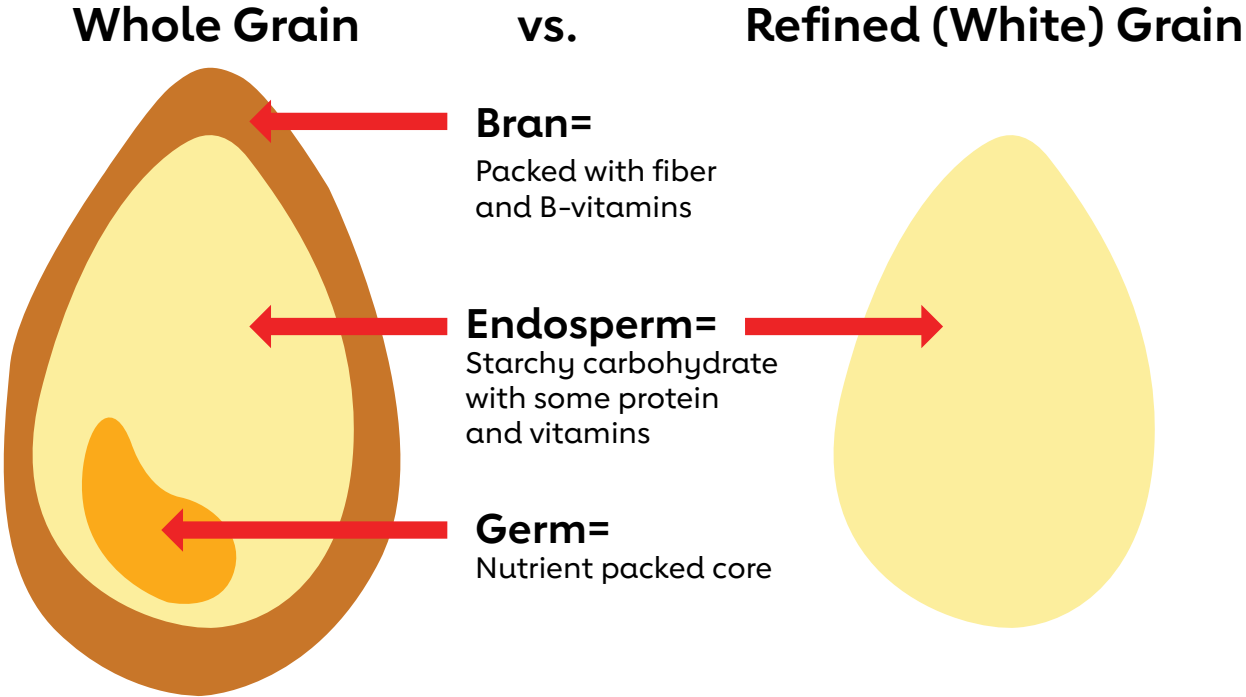 Whole Grain vs. Refined (White) Grain
Bran=
Packed with fiber
and B-vitamins
Endosperm=
Starchy carbohydrate
with some protein
and vitamins
Germ=
Nutrient packed core